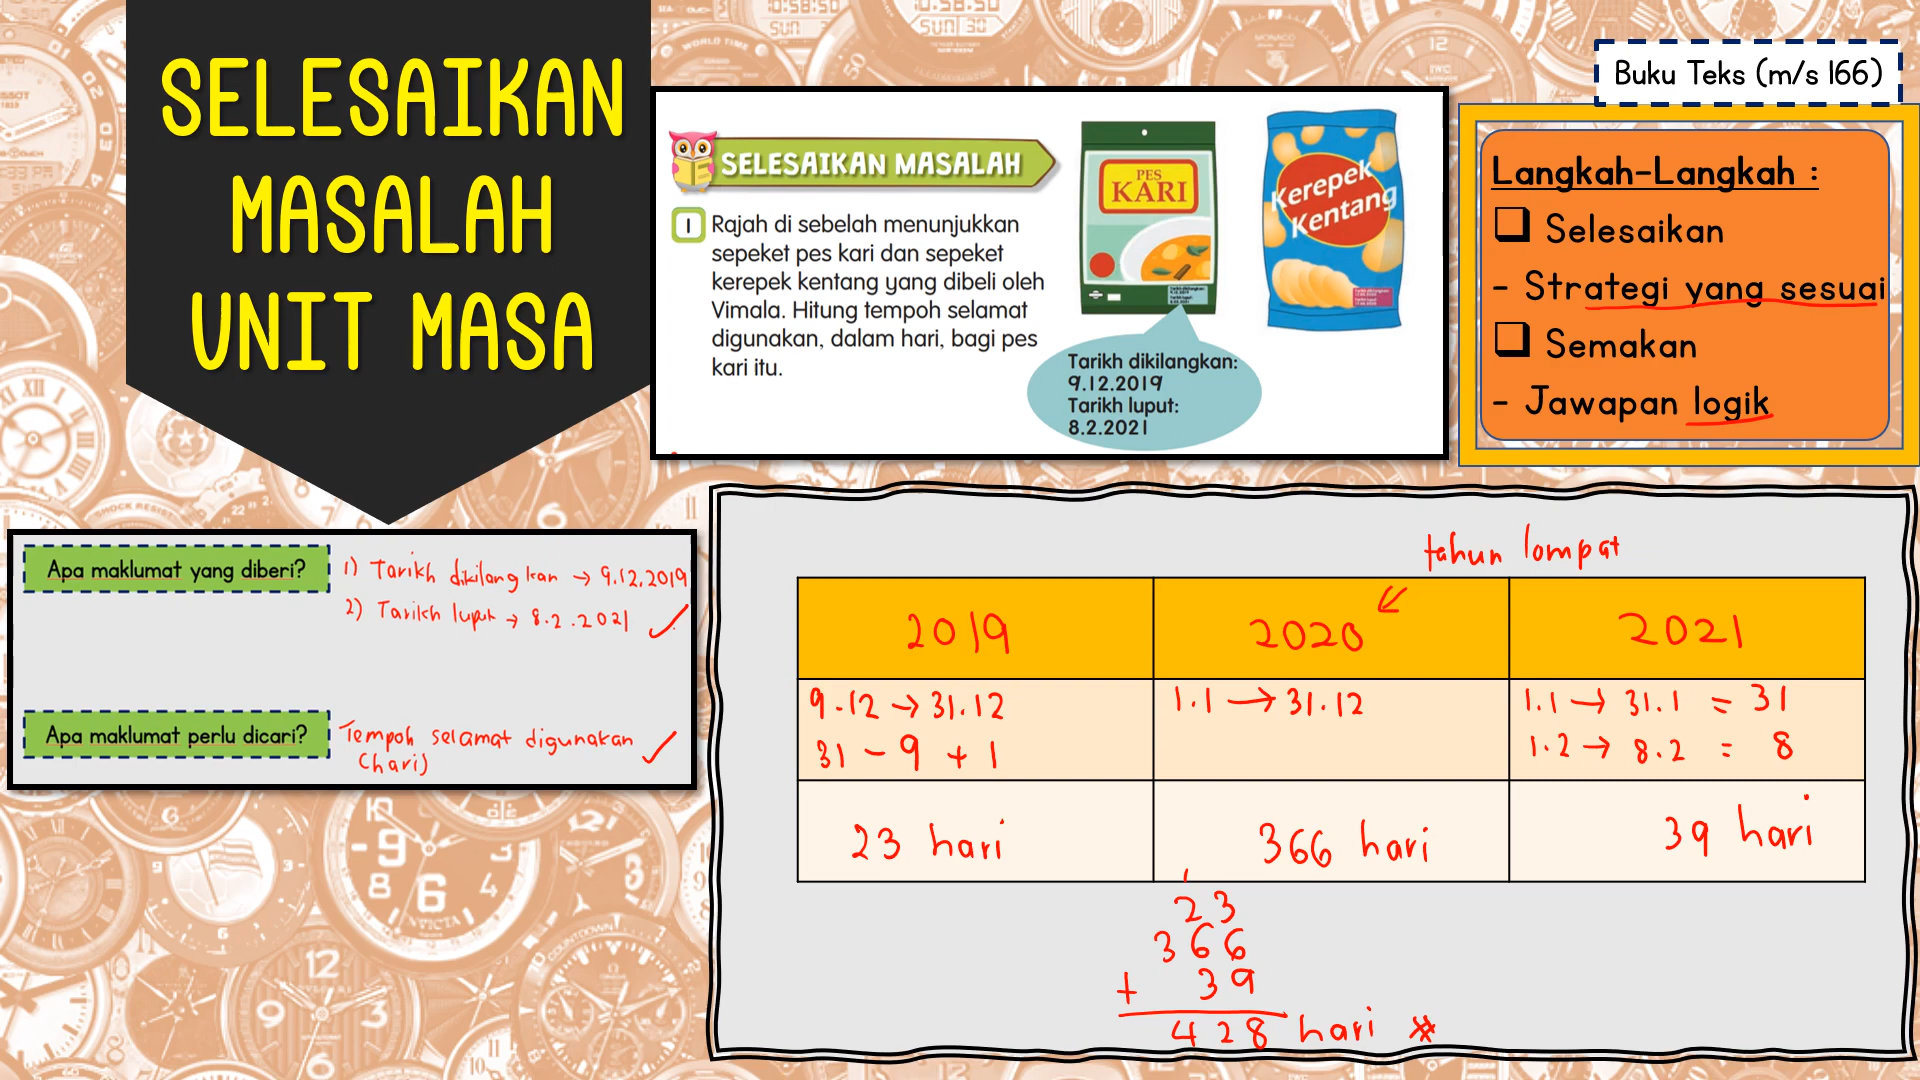 SELESAIKAN
MASALAH
UNIT MASA
Buku Teks (m/s 166)
SELESAIKAN MASALAH
1 Rajah di sebelah menunjukkan
sepeket pes kari dan sepeket
kerepek kentang yang dibeli oleh
Vimala. Hitung tempoh selamat
digunakan, dalam hari, bagi pes
kari itu.
PES
KARI
Kerepek
Kentang
Tarikh dikilangkan:
9.12.2019
Tarikh luput:
8.2.2021
Langkah-Langkah :
Selesaikan
- Strategi yang sesuai
Semakan
- Jawapan logik
Apa maklumat yang diberi?
1) Tarikh dikilangkan → 9.12.2019
2) Tarikh luput → 8.2.2021 ✓
Apa maklumat perlu dicari?
Tempoh selamat digunakan ✓
(hari)
tahun lompat
2019 2020 2021
9.12 → 31.12 1.1 → 31.12 1.1 → 31.1 = 31
31 - 9 + 1 1.2 → 8.2 = 8
23 hari 366 hari 39 hari
1
23
366
+ 39
428 hari *